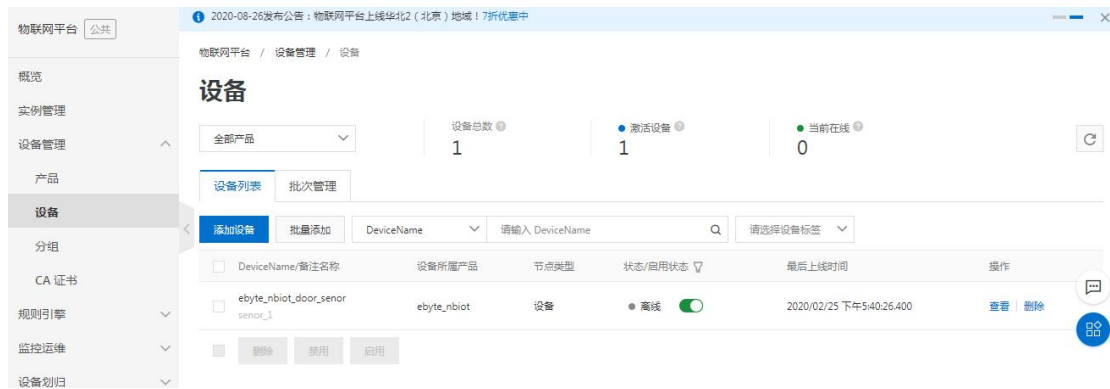 物联网平台 公共
2020-08-26发布公告：物联网平台上线华北2（北京）地域！7折优惠中
物联网平台 / 设备管理 / 设备
概览
设备
实例管理
设备管理
产品
设备
分组
CA 证书
规则引擎
监控运维
设备划归
全部产品
设备总数
1
激活设备
1
当前在线
0
设备列表 批次管理
添加设备 批量添加 DeviceName 请输入 DeviceName 请选择设备标签
DeviceName/备注名称 设备所属产品 节点类型 状态/启用状态 最后上线时间 操作
ebyte_nbiot_door_senor ebyte_nbiot 设备 离线 2020/02/25 下午5:40:26.400 查看 删除
senor_1
删除 禁用 启用